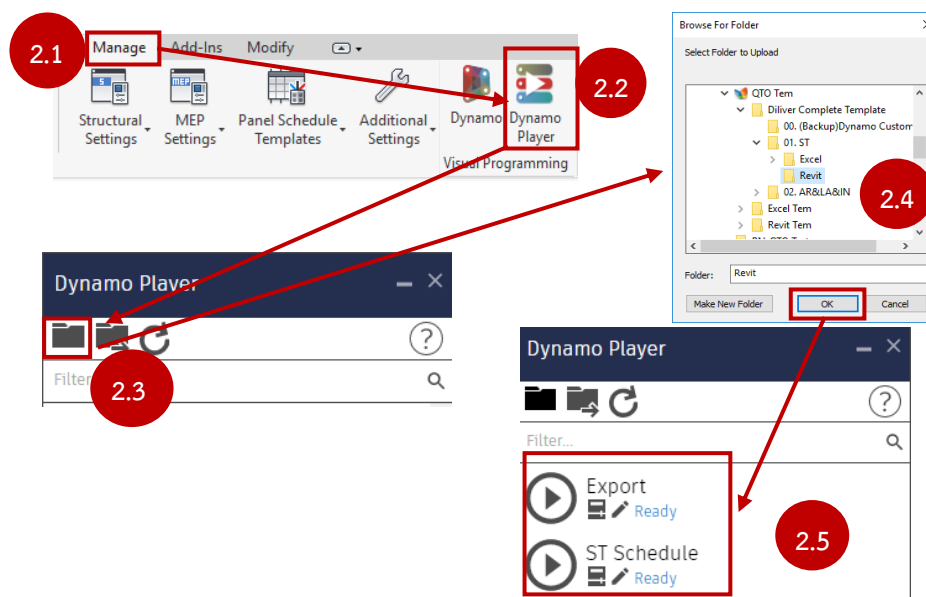 2.1
Manage Add-Ins Modify
Structural Settings
MEP Settings
Panel Schedule Templates
Additional Settings
Dynamo
Dynamo Player
Visual Programming
2.2
Browse For Folder
Select Folder to Upload
QTO Tem
Diliver Complete Template
00. (Backup)Dynamo Custom
01. ST
Excel
Revit
02. AR&LA&IN
Excel Tem
Revit Tem
Folder: Revit
Make New Folder OK Cancel
2.4
Dynamo Player
Filter
2.3
Dynamo Player
Filter...
Export
Ready
ST Schedule
Ready
2.5